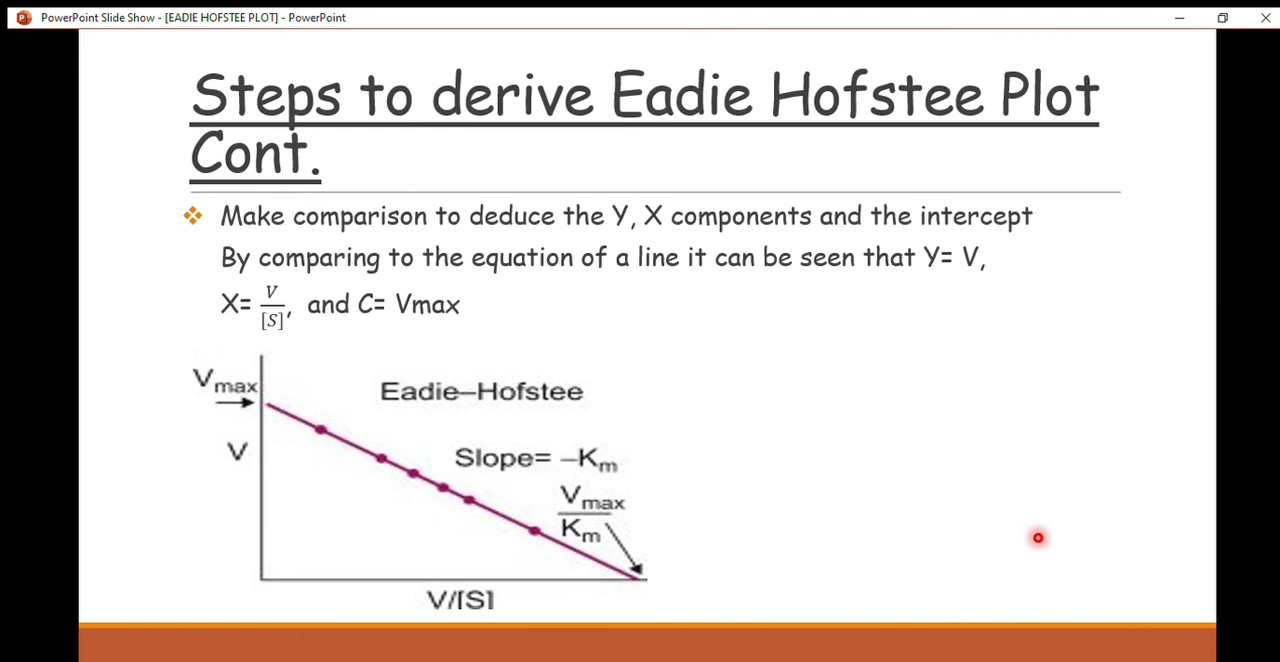 PowerPoint Slide Show - [EADIE HOFSTEE PLOT] - PowerPoint
Steps to derive Eadie Hofstee Plot
Cont.
Make comparison to deduce the Y, X components and the intercept
By comparing to the equation of a line it can be seen that Y= V,
X= V/[S], and C= Vmax
Vmax
Eadie–Hofstee
V
Slope= –Km
Vmax
Km
V/[S]